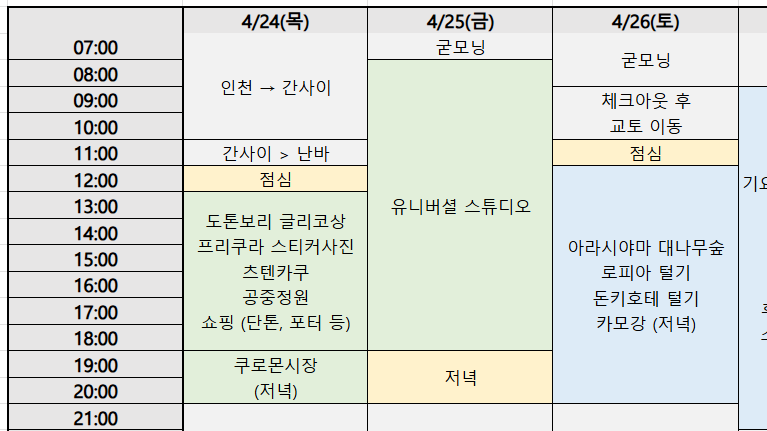 4/24(목) 4/25(금) 4/26(토)
07:00 굳모닝
08:00 인천 → 간사이 굳모닝
09:00 체크아웃 후
10:00 교토 이동
11:00 간사이 > 난바 점심
12:00 점심
13:00 도톤보리 글리코상 유니버셜 스튜디오
14:00 프리쿠라 스티커사진 아라시야마 대나무숲
15:00 츠텐카쿠 로피아 털기
16:00 공중정원 돈키호테 털기
17:00 쇼핑 (단톤, 포터 등) 카모강 (저녁)
18:00
19:00 쿠로몬시장 저녁
20:00 (저녁)
21:00